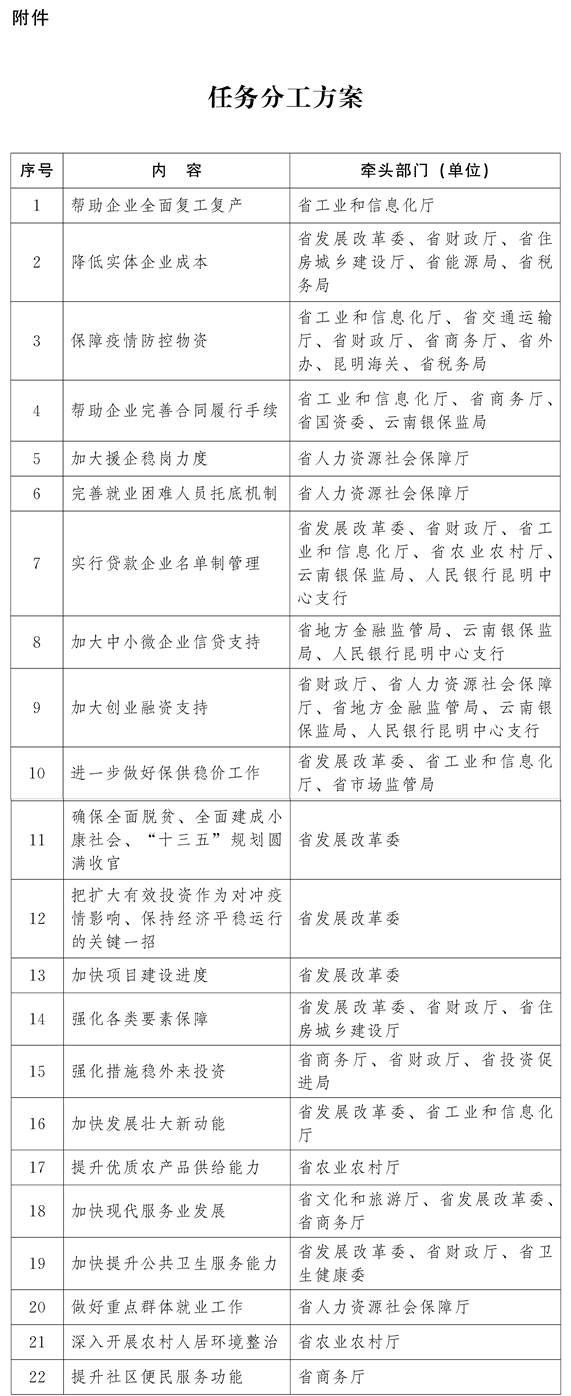 附件
任务分工方案
序号 内 容 牵头部门（单位）
1 帮助企业全面复工复产 省工业和信息化厅
2 降低实体企业成本 省发展改革委、省财政厅、省住
房城乡建设厅、省能源局、省税
务局
3 保障疫情防控物资 省工业和信息化厅、省交通运输
厅、省财政厅、省商务厅、省外
办、昆明海关、省税务局
4 帮助企业完善合同履行手续 省工业和信息化厅、省商务厅、
省国资委、云南银保监局
5 加大援企稳岗力度 省人力资源社会保障厅
6 完善就业困难人员托底机制 省人力资源社会保障厅
7 实行贷款企业名单制管理 省发展改革委、省财政厅、省工
业和信息化厅、省农业农村厅、
云南银保监局、人民银行昆明中
心支行
8 加大中小微企业信贷支持 省地方金融监管局、云南银保监
局、人民银行昆明中心支行
9 加大创业融资支持 省财政厅、省人力资源社会保障
厅、省地方金融监管局、云南银
保监局、人民银行昆明中心支行
10 进一步做好保供稳价工作 省发展改革委、省工业和信息化
厅、省市场监管局
11 确保全面脱贫、全面建成小
康社会、“十三五”规划圆
满收官 省发展改革委
12 把扩大有效投资作为对冲疫
情影响、保持经济平稳运行
的关键一招 省发展改革委
13 加快项目建设进度 省发展改革委
14 强化各类要素保障 省发展改革委、省财政厅、省住
房城乡建设厅
15 强化措施稳外来投资 省商务厅、省财政厅、省投资促
进局
16 加快发展壮大新动能 省发展改革委、省工业和信息化
厅
17 提升优质农产品供给能力 省农业农村厅
18 加快现代服务业发展 省文化和旅游厅、省发展改革委、
省商务厅
19 加快提升公共卫生服务能力 省发展改革委、省财政厅、省卫
生健康委
20 做好重点群体就业工作 省人力资源社会保障厅
21 深入开展农村人居环境整治 省农业农村厅
22 提升社区便民服务功能 省商务厅